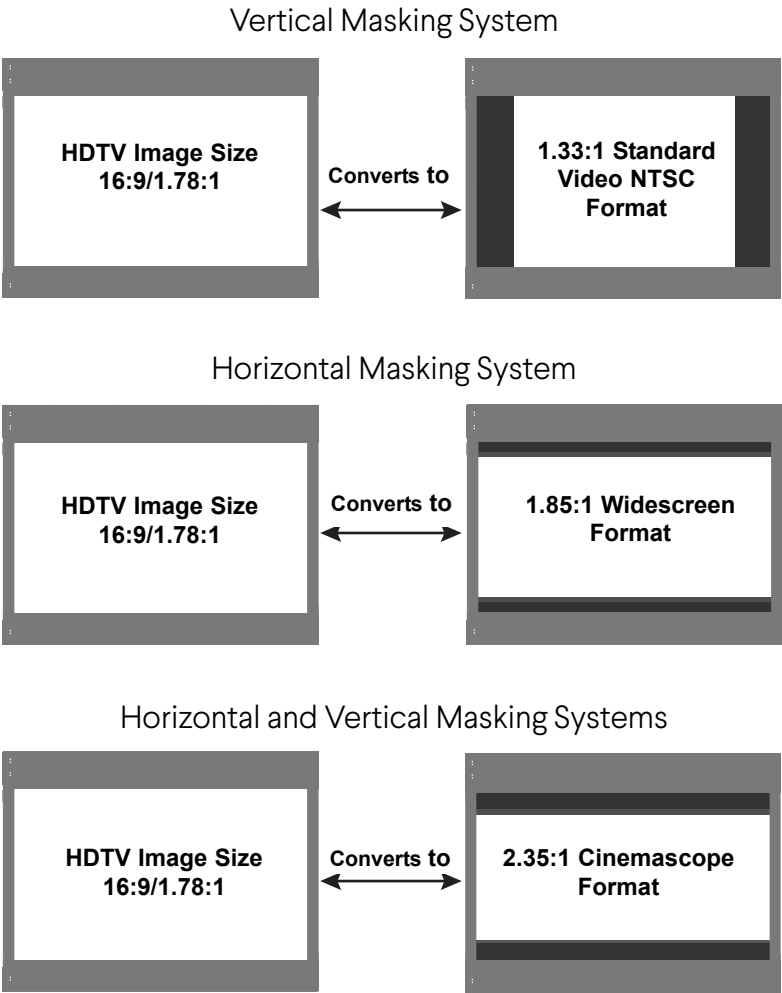 Vertical Masking System
HDTV Image Size
16:9/1.78:1
Converts to
1.33:1 Standard
Video NTSC
Format
Horizontal Masking System
HDTV Image Size
16:9/1.78:1
Converts to
1.85:1 Widescreen
Format
Horizontal and Vertical Masking Systems
HDTV Image Size
16:9/1.78:1
Converts to
2.35:1 Cinemascope
Format